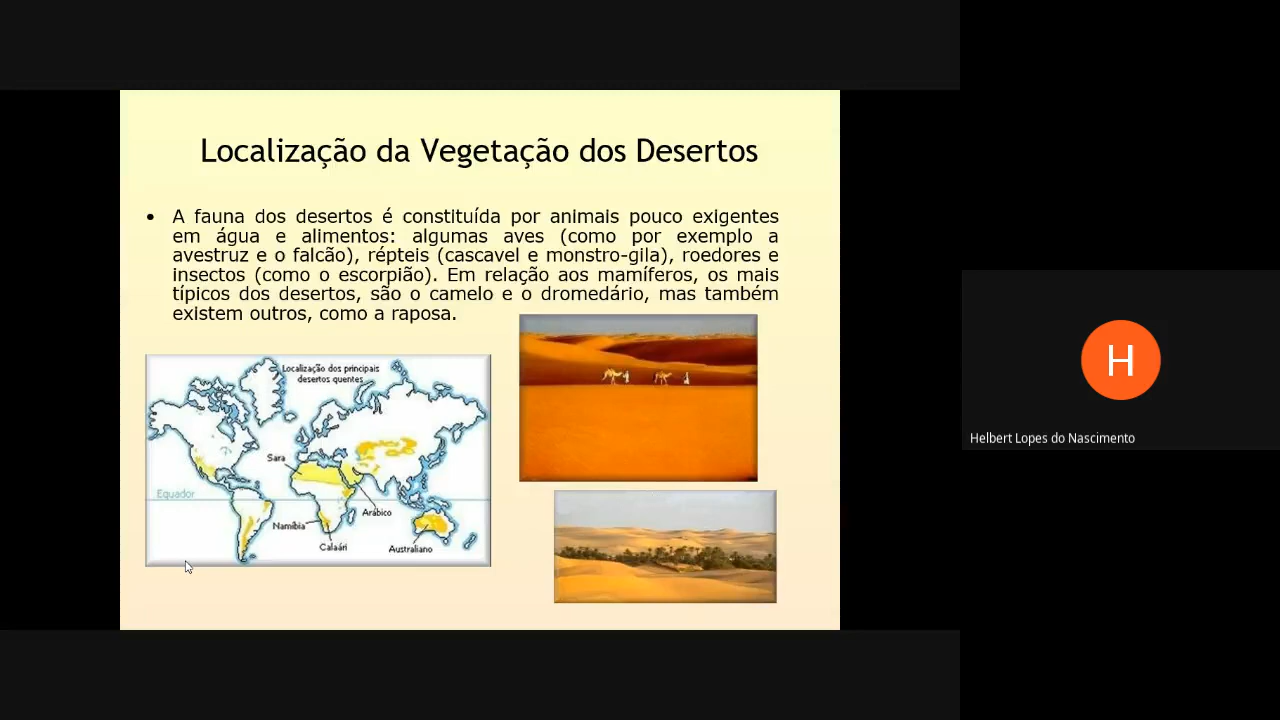 Localização da Vegetação dos Desertos
• A fauna dos desertos é constituída por animais pouco exigentes
em água e alimentos: algumas aves (como por exemplo a
avestruz e o falcão), répteis (cascavel e monstro-gila), roedores e
insectos (como o escorpião). Em relação aos mamíferos, os mais
típicos dos desertos, são o camelo e o dromedário, mas também
existem outros, como a raposa.
Localização dos principais
desertos quentes
Sara
Equador
Arábico
Namíbia
Calaári
Australiano
H
Helbert Lopes do Nascimento